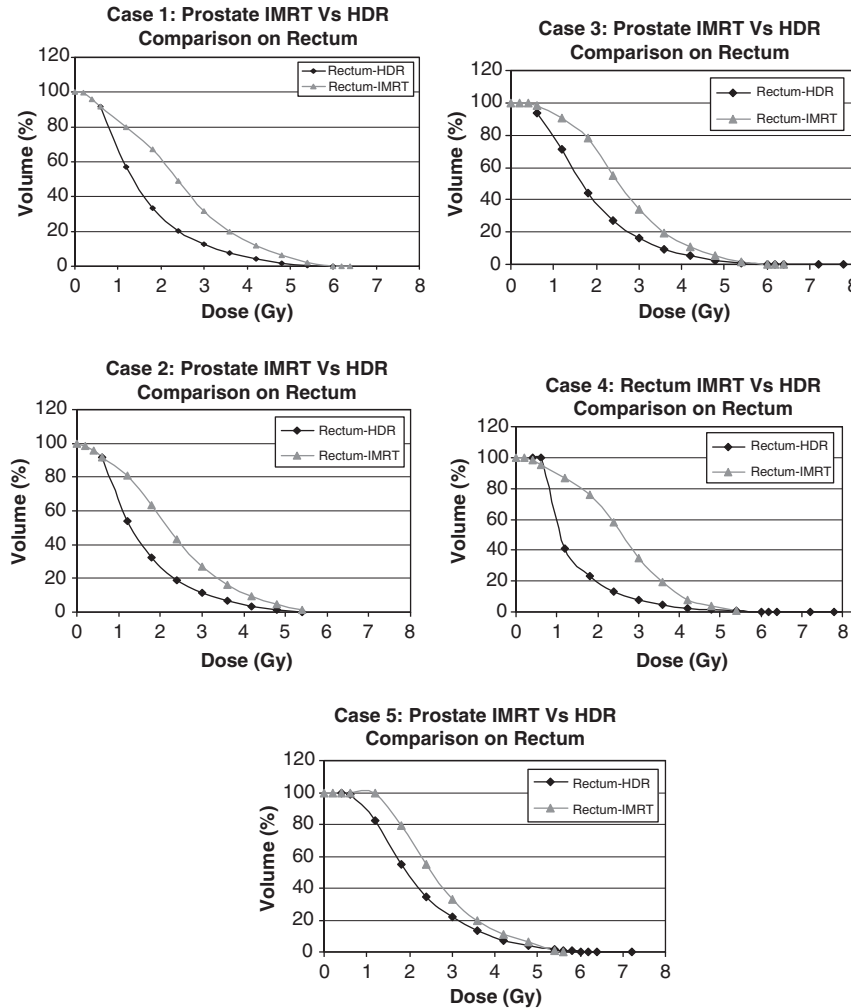 Case 1: Prostate IMRT Vs HDR
Comparison on Rectum
120
100
80
60
40
20
0
Volume (%)
Rectum-HDR
Rectum-IMRT
0 1 2 3 4 5 6 7 8
Dose (Gy)
Case 3: Prostate IMRT Vs HDR
Comparison on Rectum
120
100
80
60
40
20
0
Volume (%)
Rectum-HDR
Rectum-IMRT
0 1 2 3 4 5 6 7 8
Dose (Gy)
Case 2: Prostate IMRT Vs HDR
Comparison on Rectum
120
100
80
60
40
20
0
Volume (%)
Rectum-HDR
Rectum-IMRT
0 1 2 3 4 5 6 7 8
Dose (Gy)
Case 4: Rectum IMRT Vs HDR
Comparison on Rectum
120
100
80
60
40
20
0
Volume (%)
Rectum-HDR
Rectum-IMRT
0 1 2 3 4 5 6 7 8
Dose (Gy)
Case 5: Prostate IMRT Vs HDR
Comparison on Rectum
120
100
80
60
40
20
0
Volume (%)
Rectum-HDR
Rectum-IMRT
0 1 2 3 4 5 6 7 8
Dose (Gy)